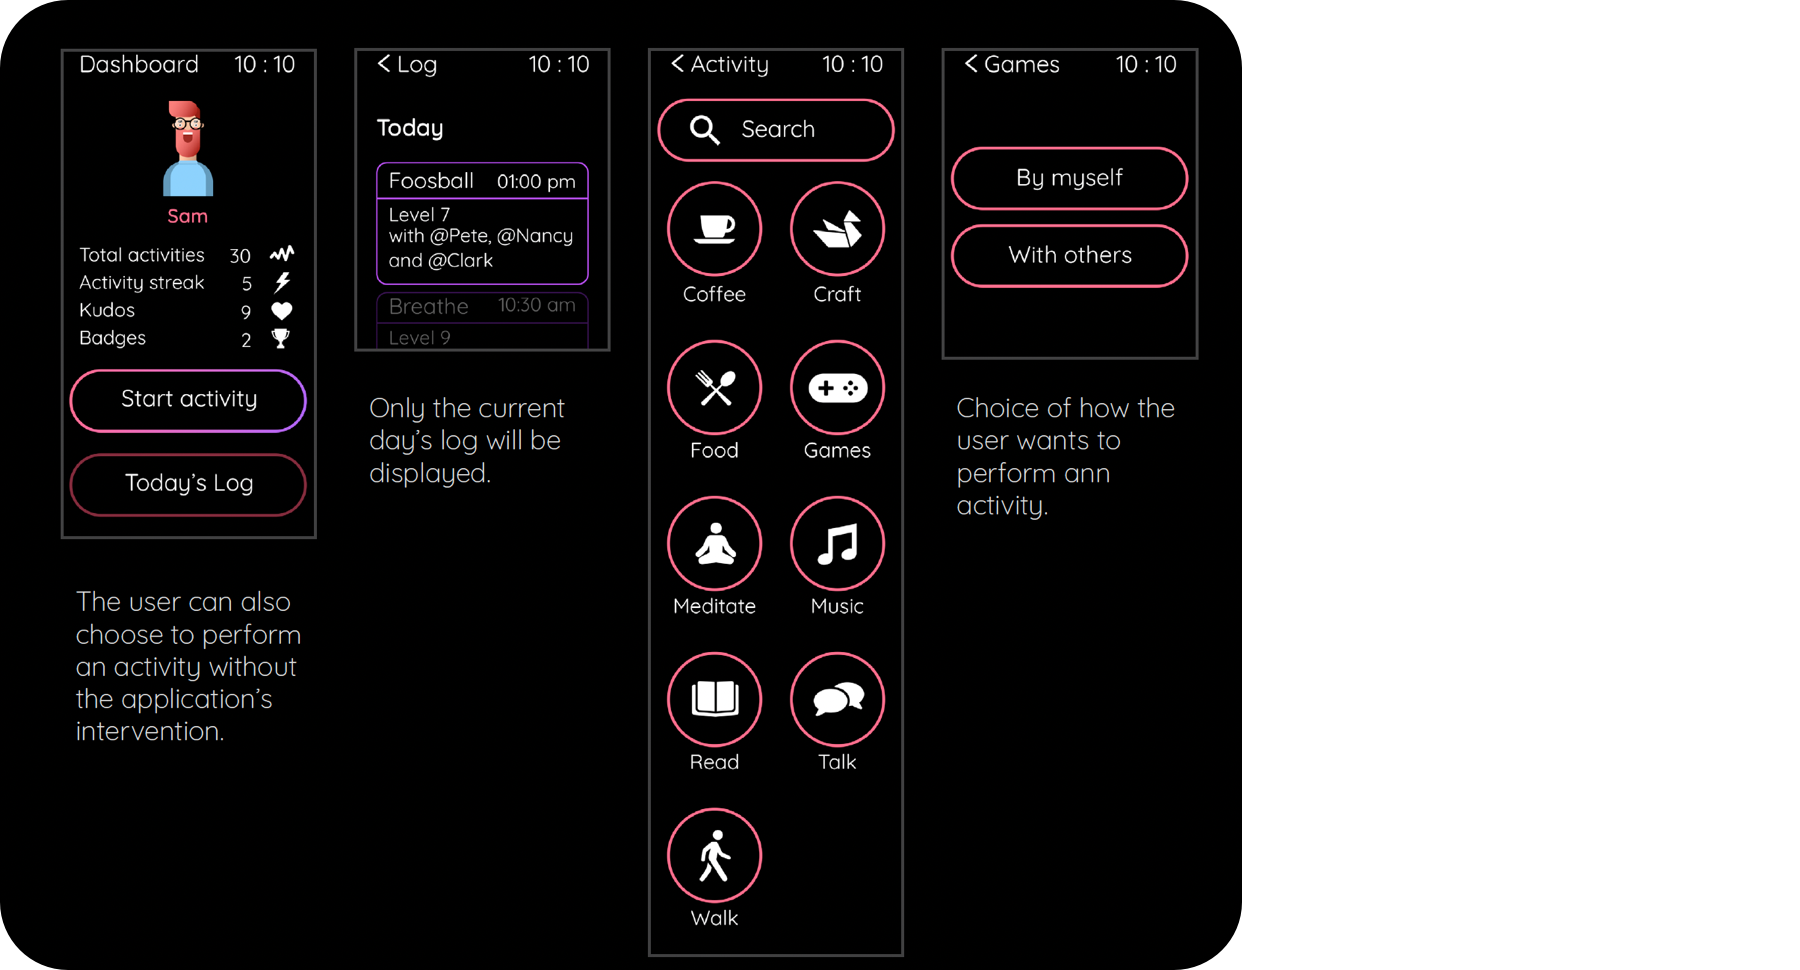 Dashboard 10 : 10
Sam
Total activities 30
Activity streak 5
Kudos 9
Badges 2
Start activity
Today’s Log
The user can also
choose to perform
an activity without
the application’s
intervention.
< Log 10 : 10
Today
Foosball 01:00 pm
Level 7
with @Pete, @Nancy
and @Clark
Breathe 10:30 am
Level 9
Only the current
day’s log will be
displayed.
< Activity 10 : 10
Search
Coffee Craft
Food Games
Meditate Music
Read Talk
Walk
< Games 10 : 10
By myself
With others
Choice of how the
user wants to
perform ann
activity.